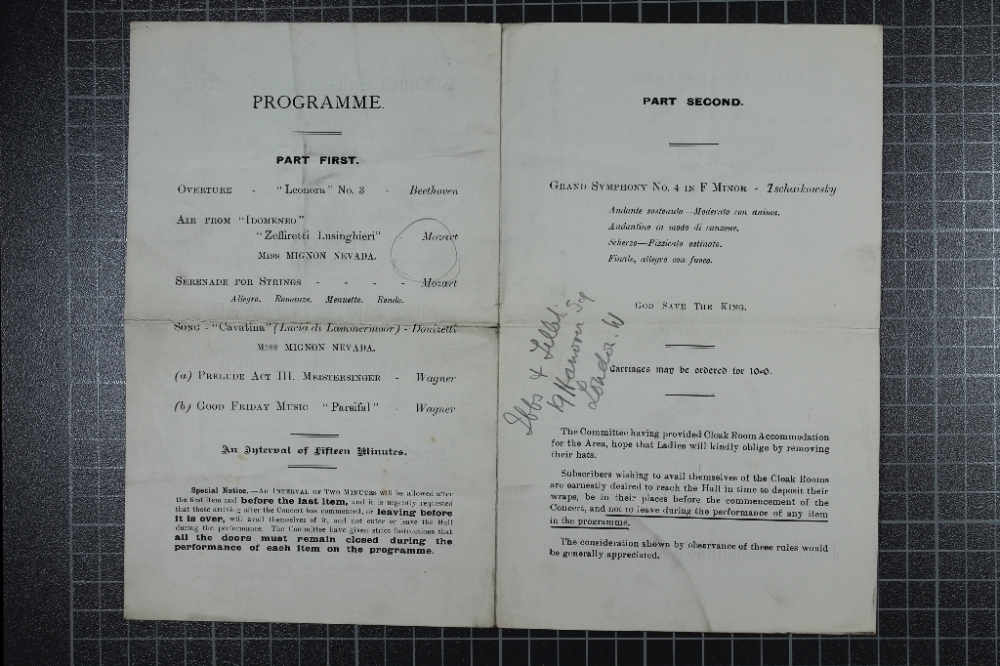 PROGRAMME.
PART FIRST.
OVERTURE - "Leonora" No. 3 - Beethoven
AIR FROM "IDOMENEO"
"Zeffiretti Lusinghieri" Mozart
MISS MIGNON NEVADA.
SERENADE FOR STRINGS - - - - Mozart
Allegro. Romanze. Menuetto. Rondo.
SONG - "Cavatina" (Lucia di Lammermoor) - Donizetti
MISS MIGNON NEVADA.
(a) PRELUDE ACT III. MEISTERSINGER - Wagner
(b) GOOD FRIDAY MUSIC "Parsifal" - Wagner
An Interval of Fifteen Minutes.
Special Notice.—AN INTERVAL OF TWO MINUTES will be allowed after
the first item and before the last item, and it is urgently requested
that those arriving after the Concert has commenced, or leaving before
it is over, will avail themselves of it, and not enter or leave the Hall
during the performance. The Committee have given strict instructions that
all the doors must remain closed during the
performance of each item on the programme.
PART SECOND.
GRAND SYMPHONY NO. 4 IN F MINOR - Tschaikowsky
Andante sostenuto—Moderato con anima.
Andantino in modo di canzone.
Scherzo—Pizzicato ostinato.
Finale, allegro con fuoco.
GOD SAVE THE KING.
Ibbs & Tillett
19 Hanover Sq
London. W
Carriages may be ordered for 10-0.
The Committee having provided Cloak Room Accommodation
for the Area, hope that Ladies will kindly oblige by removing
their hats.
Subscribers wishing to avail themselves of the Cloak Rooms
are earnestly desired to reach the Hall in time to deposit their
wraps, be in their places before the commencement of the
Concert, and not to leave during the performance of any item
in the programme.
The consideration shown by observance of these rules would
be generally appreciated.